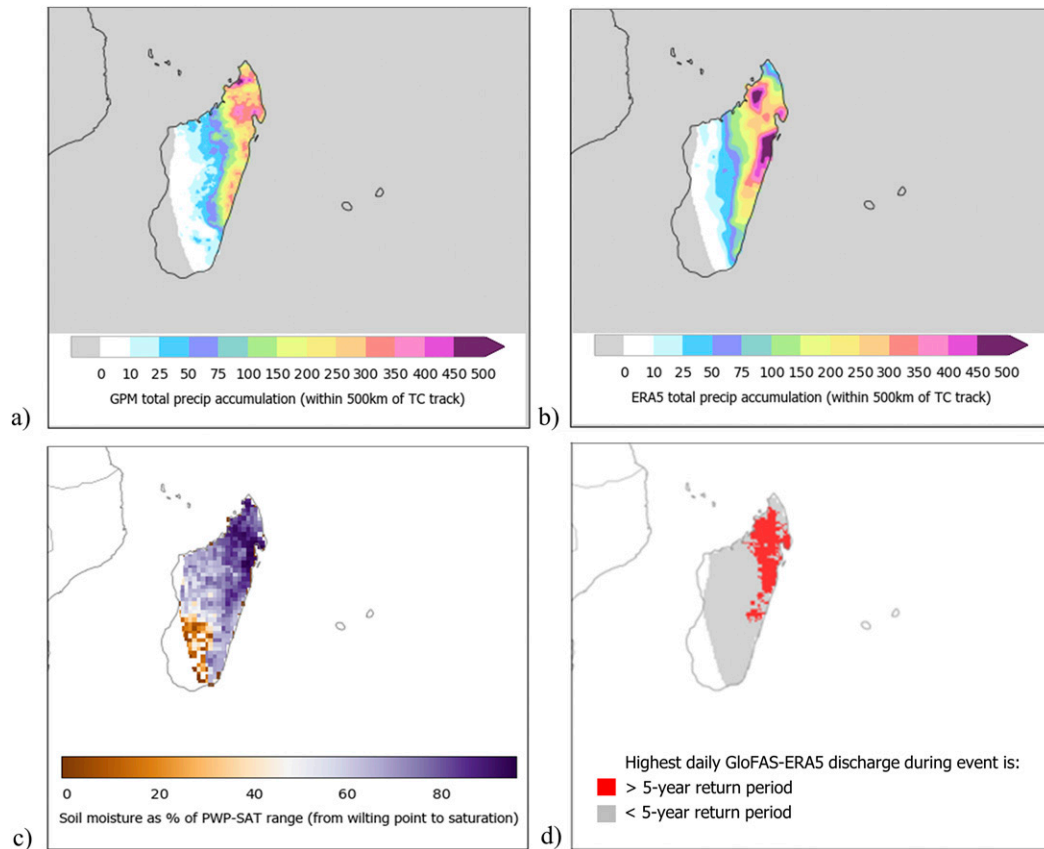 0 10 25 50 75 100 150 200 250 300 350 400 450 500
GPM total precip accumulation (within 500km of TC track)
a)
0 10 25 50 75 100 150 200 250 300 350 400 450 500
ERA5 total precip accumulation (within 500km of TC track)
b)
0 20 40 60 80
Soil moisture as % of PWP-SAT range (from wilting point to saturation)
c)
Highest daily GloFAS-ERA5 discharge during event is:
> 5-year return period
< 5-year return period
d)